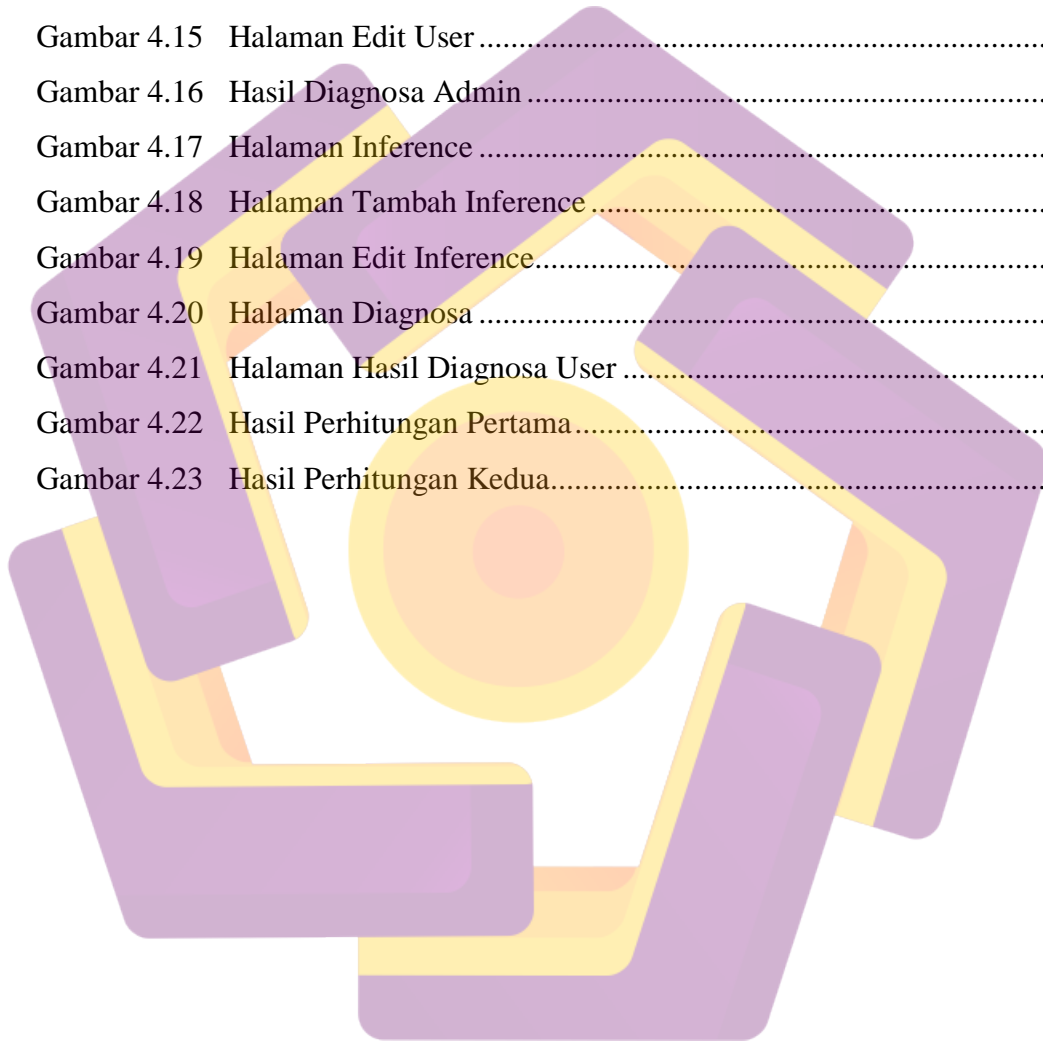 Gambar 4.15 Halaman Edit User ........................................................................
Gambar 4.16 Hasil Diagnosa Admin ..................................................................
Gambar 4.17 Halaman Inference ........................................................................
Gambar 4.18 Halaman Tambah Inference ..........................................................
Gambar 4.19 Halaman Edit Inference.................................................................
Gambar 4.20 Halaman Diagnosa ........................................................................
Gambar 4.21 Halaman Hasil Diagnosa User .....................................................
Gambar 4.22 Hasil Perhitungan Pertama............................................................
Gambar 4.23 Hasil Perhitungan Kedua...............................................................